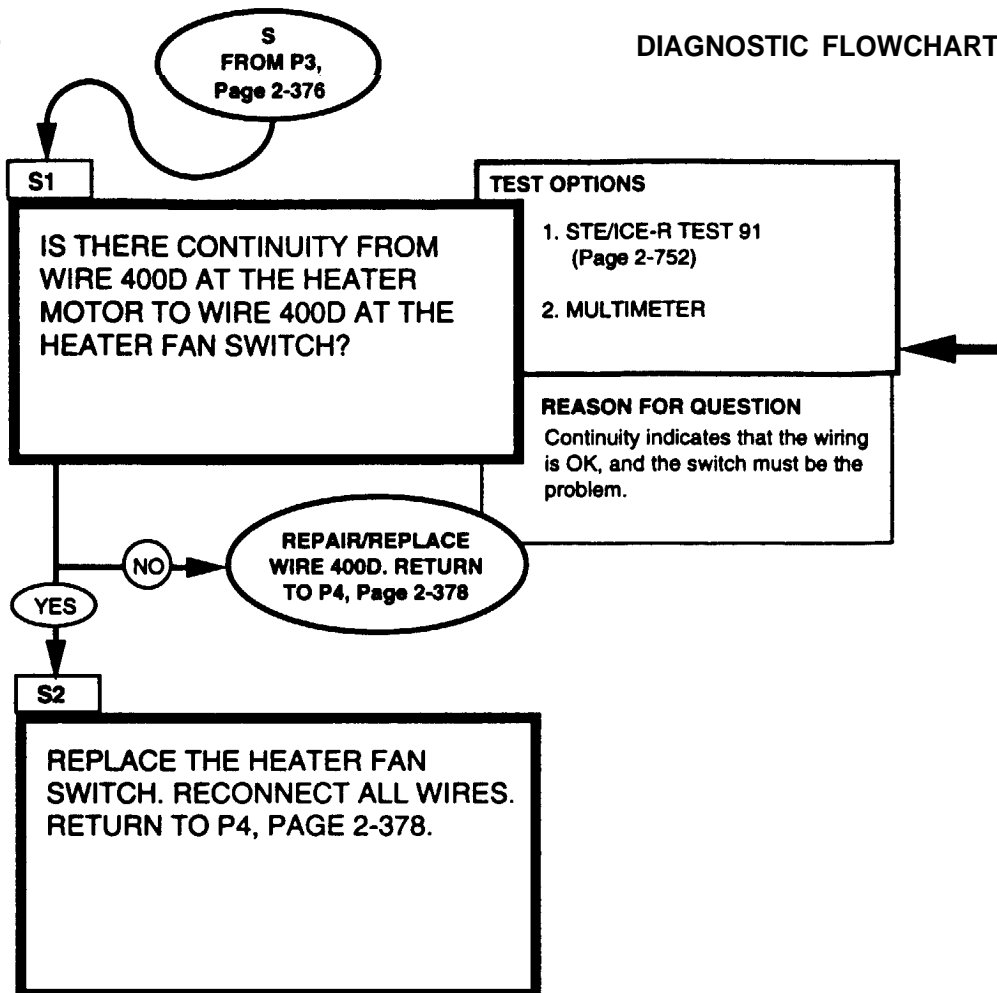 DIAGNOSTIC FLOWCHART
S
FROM P3,
Page 2-376
S1
IS THERE CONTINUITY FROM
WIRE 400D AT THE HEATER
MOTOR TO WIRE 400D AT THE
HEATER FAN SWITCH?
TEST OPTIONS
1. STE/ICE-R TEST 91
(Page 2-752)
2. MULTIMETER
REASON FOR QUESTION
Continuity indicates that the wiring
is OK, and the switch must be the
problem.
NO
REPAIR/REPLACE
WIRE 400D. RETURN
TO P4, Page 2-378
YES
S2
REPLACE THE HEATER FAN
SWITCH. RECONNECT ALL WIRES.
RETURN TO P4, PAGE 2-378.